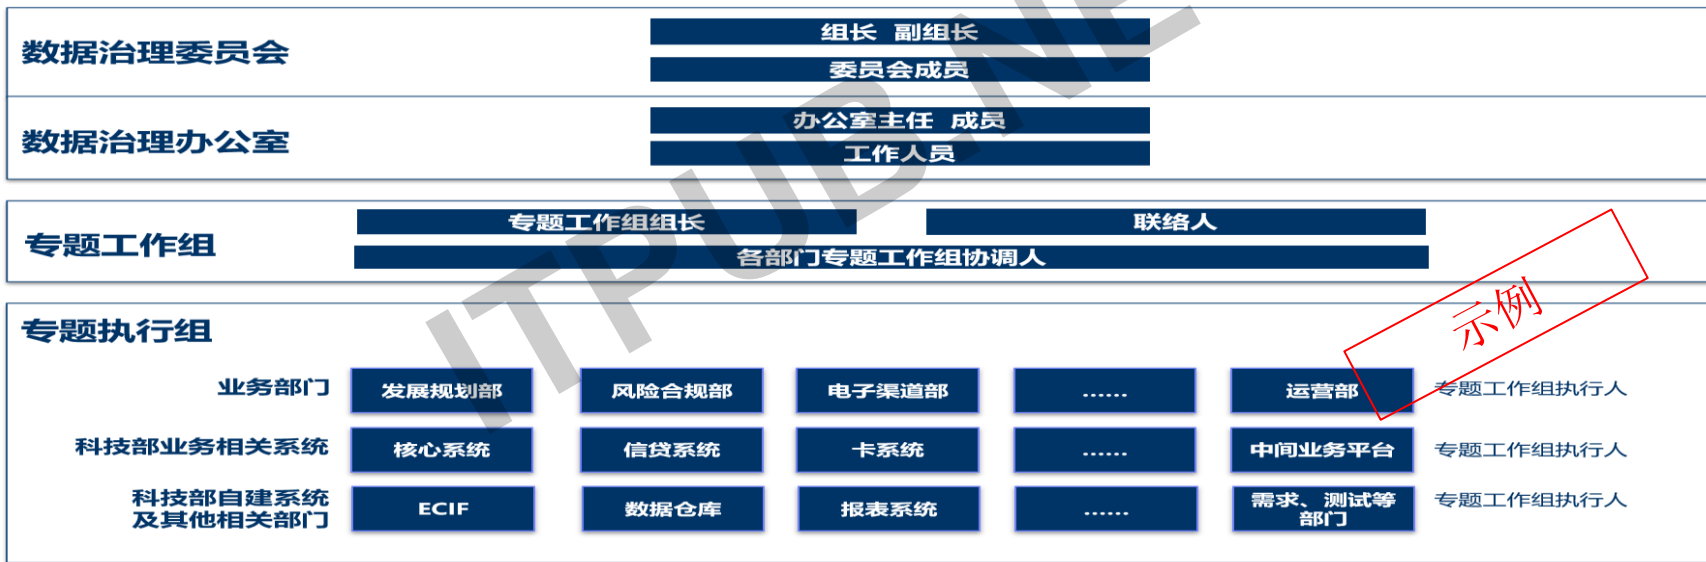 数据治理委员会
组长 副组长
委员会成员
数据治理办公室
办公室主任 成员
工作人员
专题工作组
专题工作组组长
联络人
各部门专题工作组协调人
专题执行组
示例
业务部门
发展规划部
风险合规部
电子渠道部
......
运营部
专题工作组执行人
科技部业务相关系统
核心系统
信贷系统
卡系统
......
中间业务平台
专题工作组执行人
科技部自建系统
及其他相关部门
ECIF
数据仓库
报表系统
......
需求、测试等
部门
专题工作组执行人
ITPUB.NE